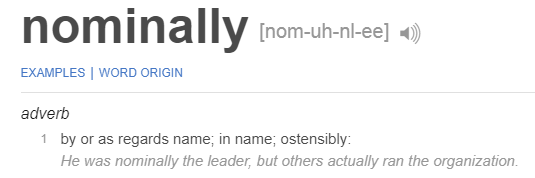 nominally [nom-uh-nl-ee]
EXAMPLES | WORD ORIGIN
adverb
1 by or as regards name; in name; ostensibly:
He was nominally the leader, but others actually ran the organization.